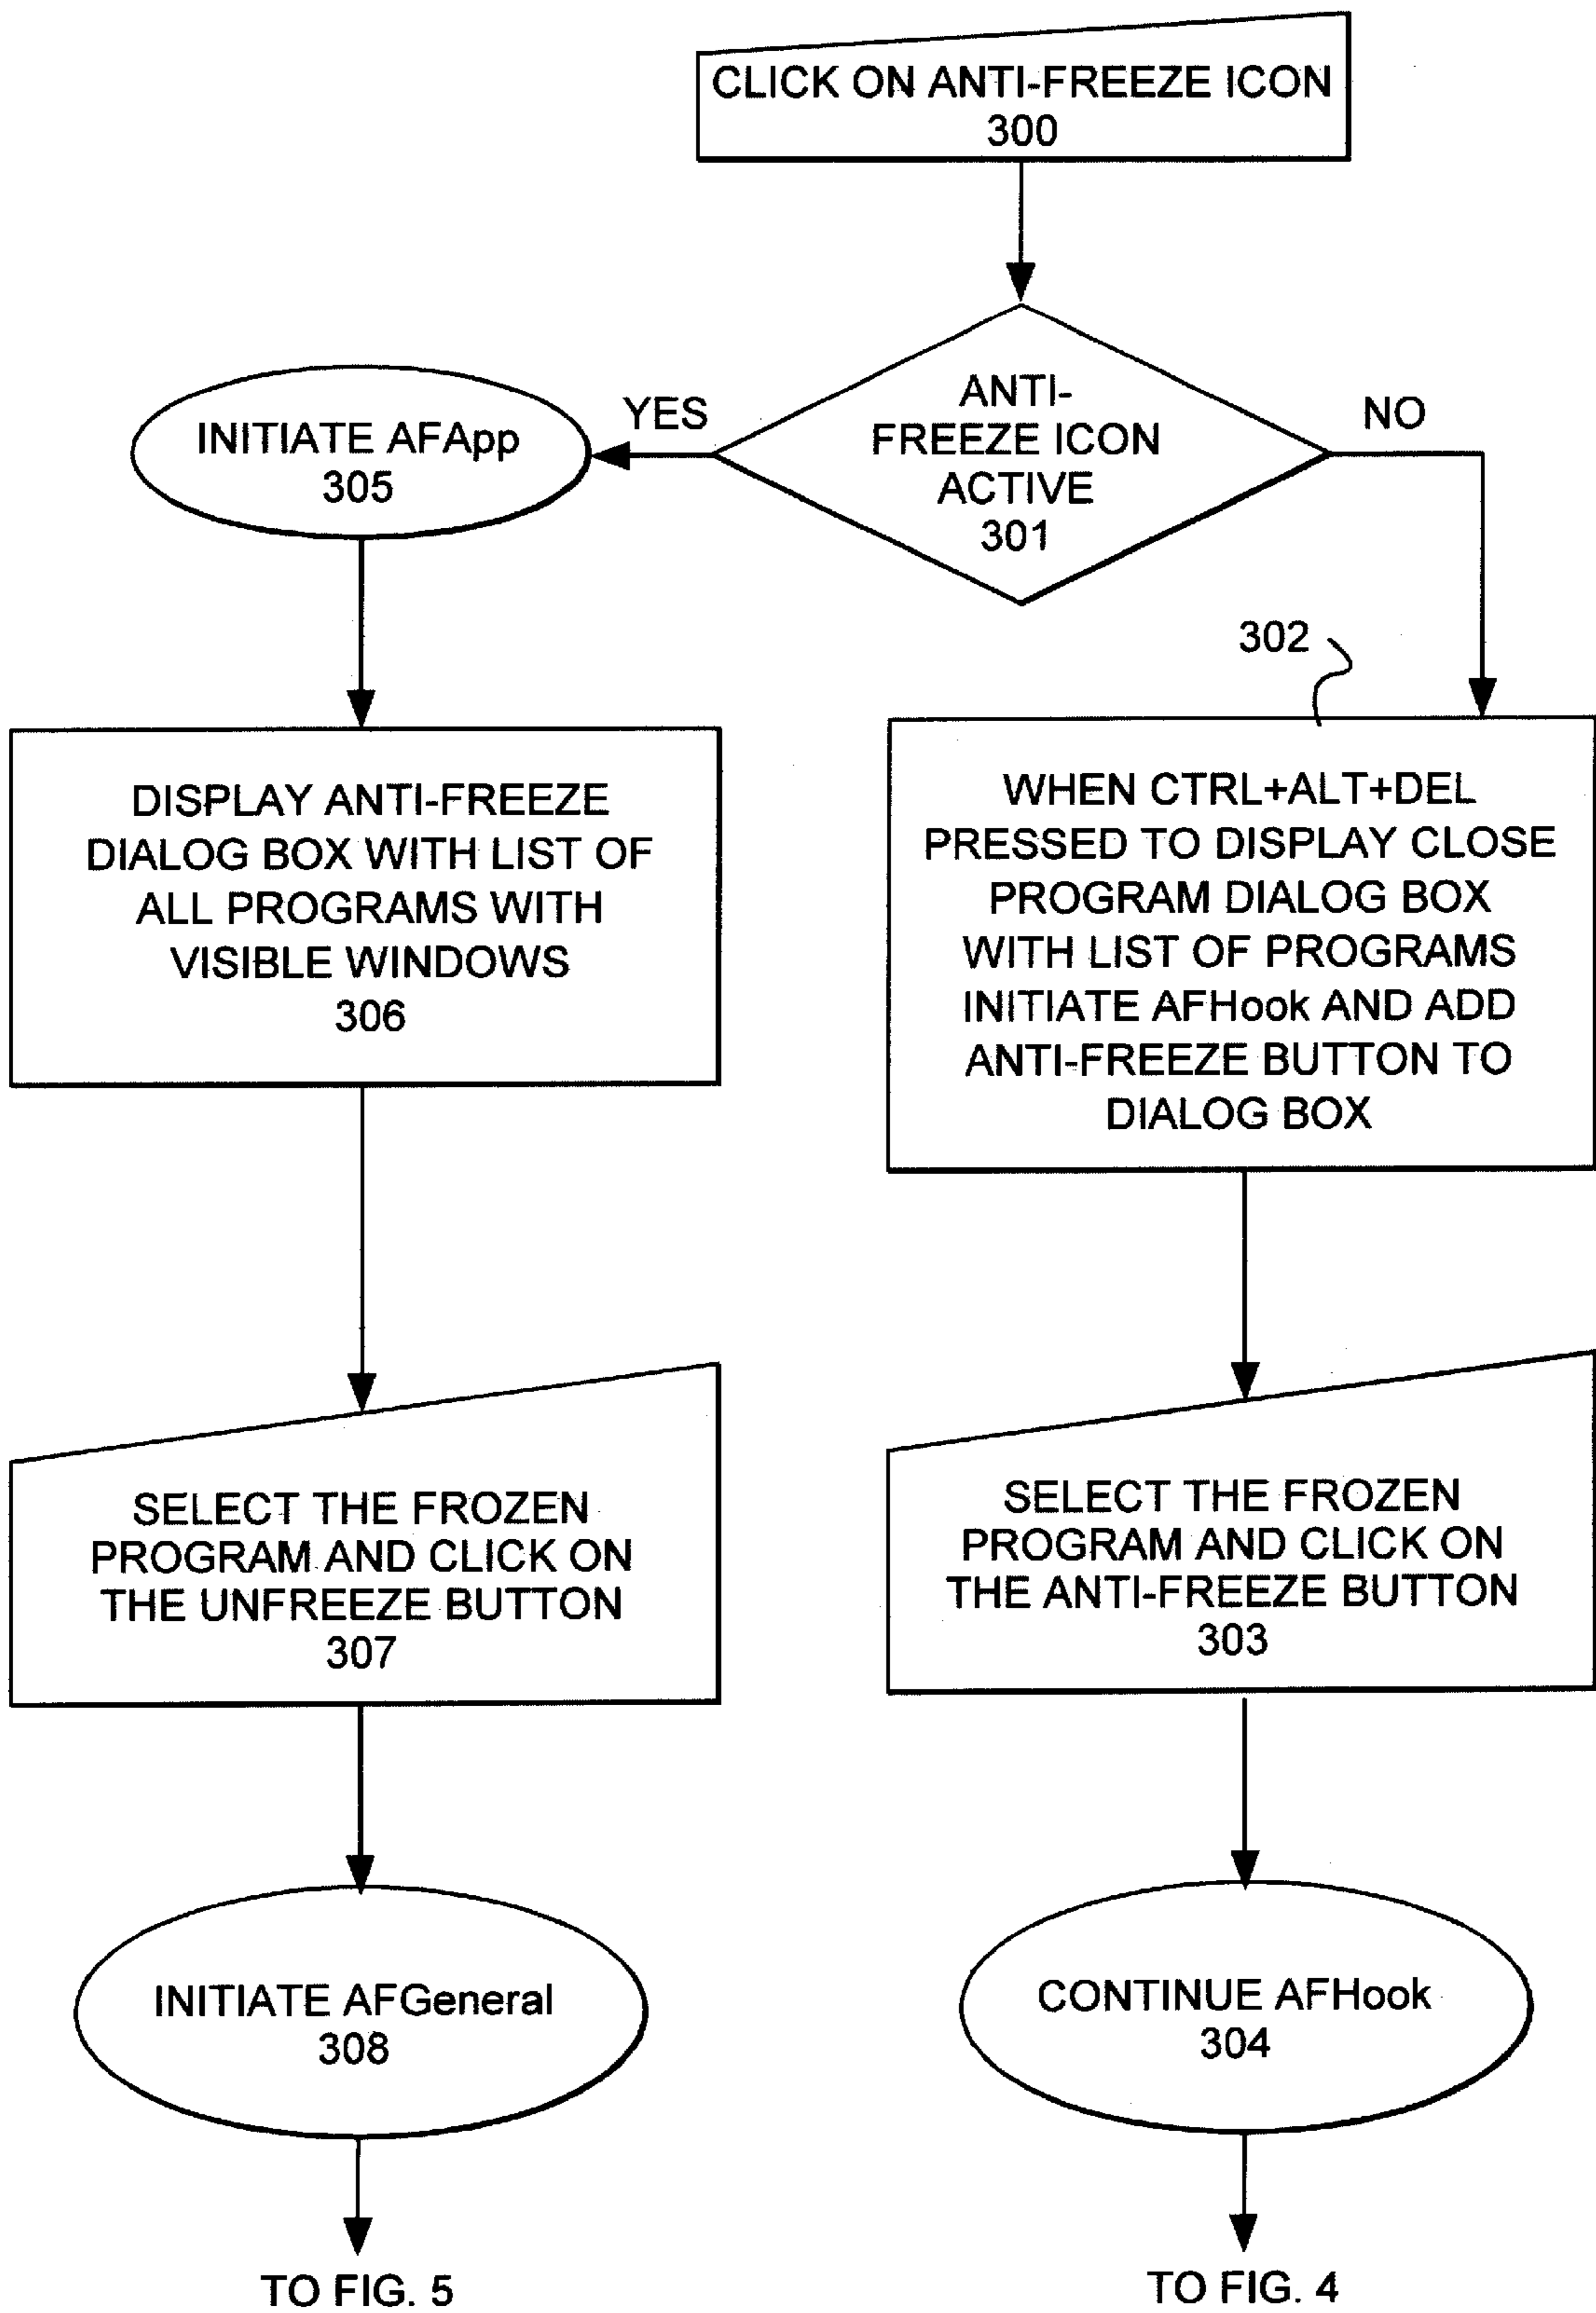 CLICK ON ANTI-FREEZE ICON
300
ANTI-
FREEZE ICON
ACTIVE
301
YES
NO
INITIATE AFApp
305
302
DISPLAY ANTI-FREEZE
DIALOG BOX WITH LIST OF
ALL PROGRAMS WITH
VISIBLE WINDOWS
306
WHEN CTRL+ALT+DEL
PRESSED TO DISPLAY CLOSE
PROGRAM DIALOG BOX
WITH LIST OF PROGRAMS
INITIATE AFHook AND ADD
ANTI-FREEZE BUTTON TO
DIALOG BOX
SELECT THE FROZEN
PROGRAM AND CLICK ON
THE UNFREEZE BUTTON
307
SELECT THE FROZEN
PROGRAM AND CLICK ON
THE ANTI-FREEZE BUTTON
303
INITIATE AFGeneral
308
CONTINUE AFHook
304
TO FIG. 5
TO FIG. 4